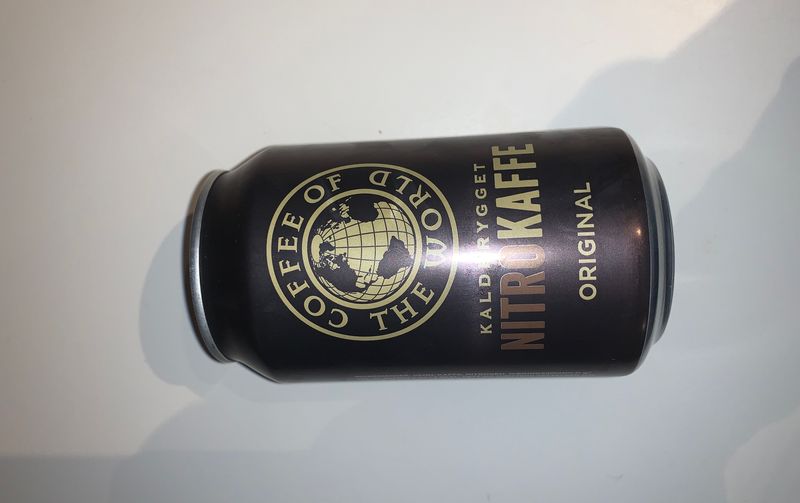 COFFEE OF THE WORLD
KALDBRYGGET
NITRO KAFFE
ORIGINAL